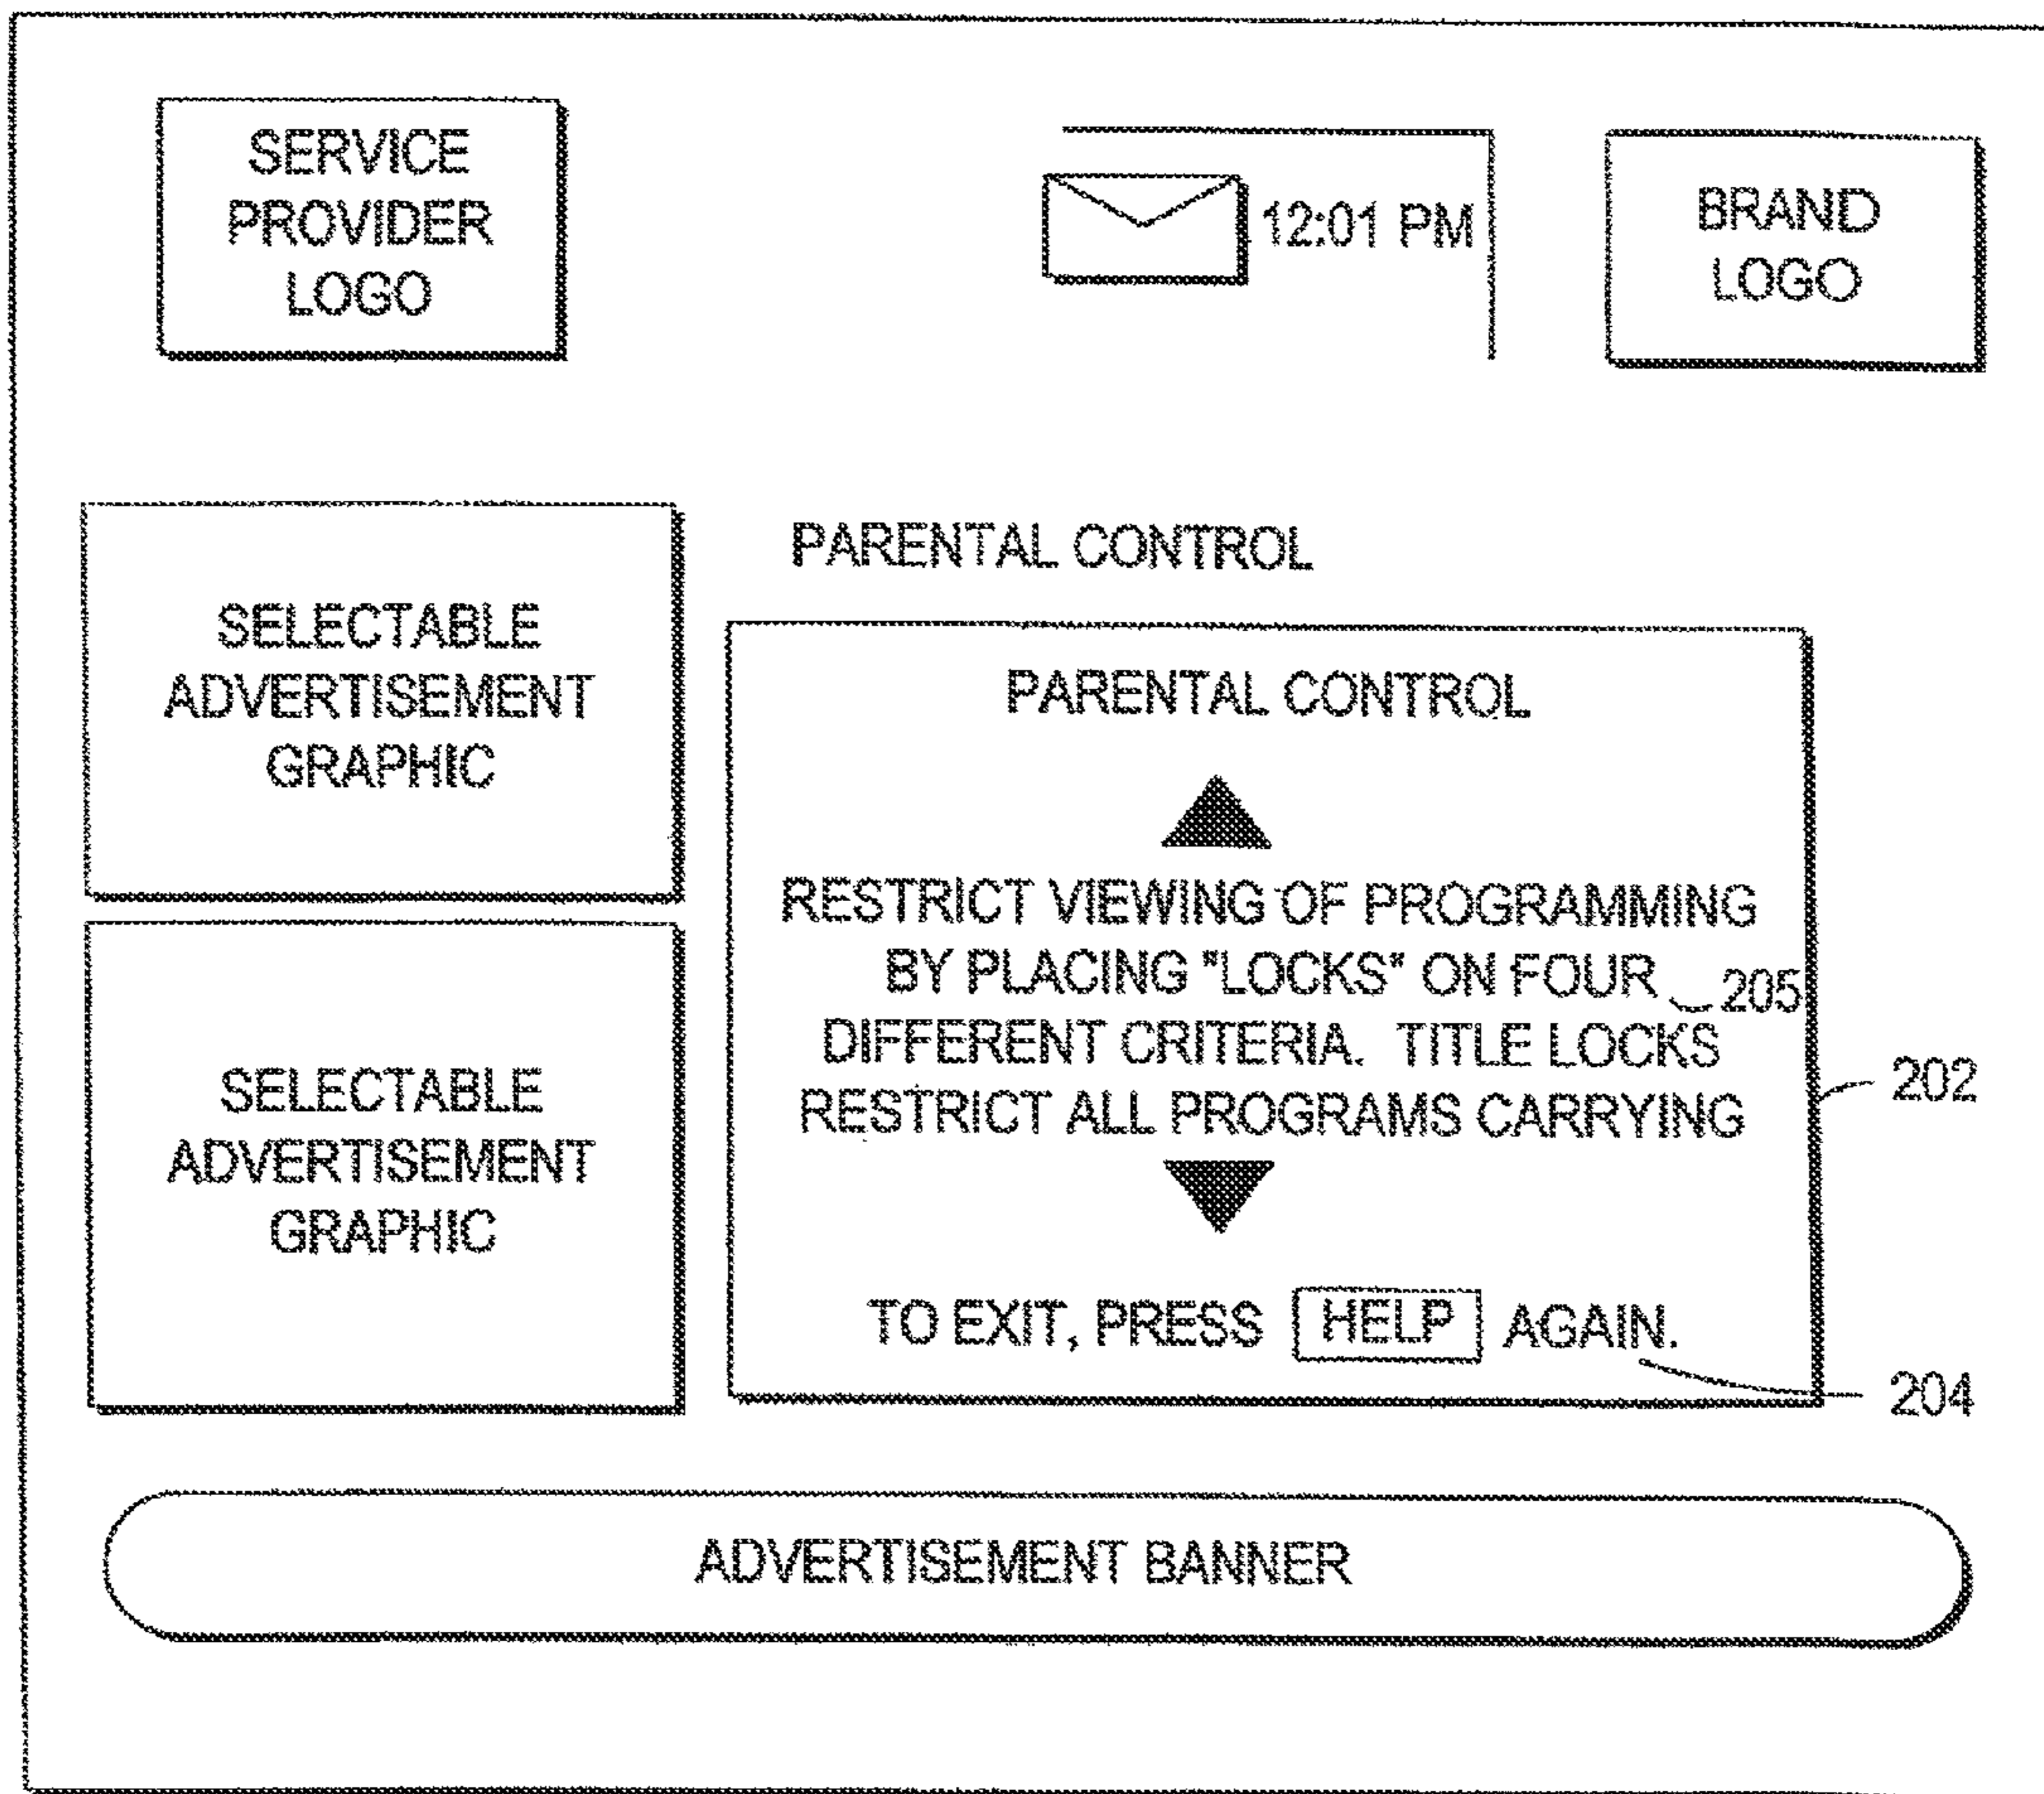 SERVICE
PROVIDER
LOGO
12:01 PM
BRAND
LOGO
SELECTABLE
ADVERTISEMENT
GRAPHIC
SELECTABLE
ADVERTISEMENT
GRAPHIC
PARENTAL CONTROL
PARENTAL CONTROL
RESTRICT VIEWING OF PROGRAMMING
BY PLACING "LOCKS" ON FOUR
205
DIFFERENT CRITERIA. TITLE LOCKS
RESTRICT ALL PROGRAMS CARRYING
202
TO EXIT, PRESS HELP AGAIN.
204
ADVERTISEMENT BANNER